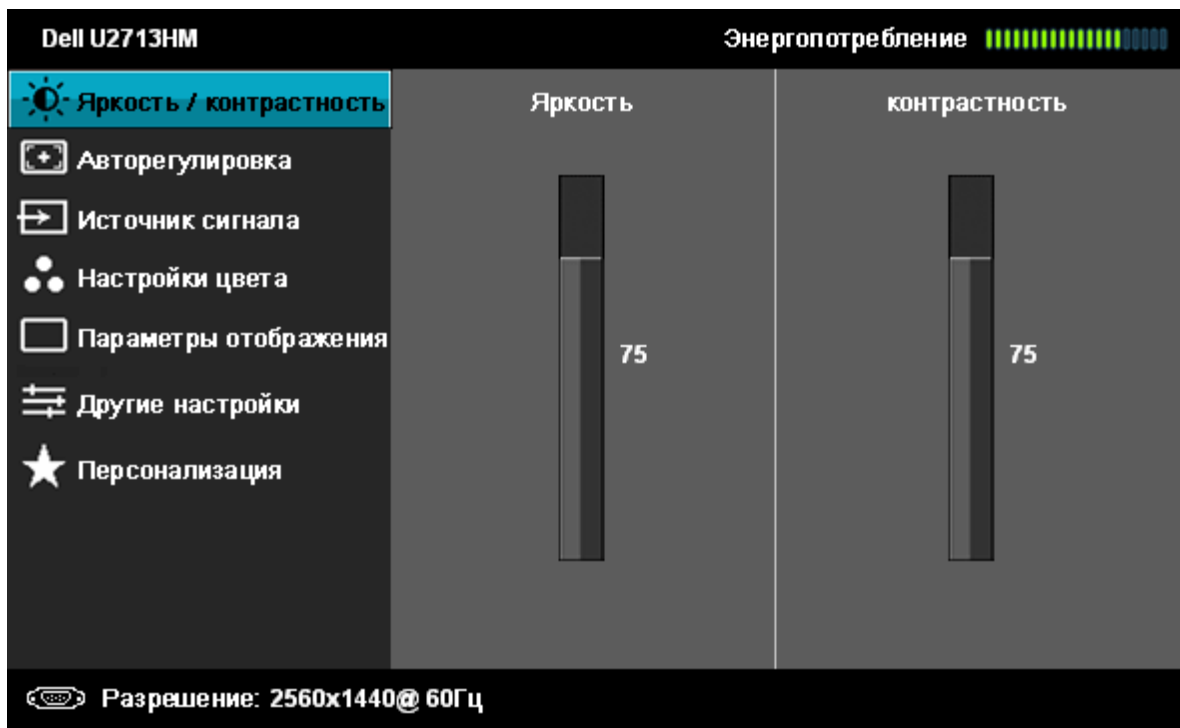 Dell U2713HM
Энергопотребление
Яркость / контрастность
Яркость
контрастность
Авторегулировка
Источник сигнала
Настройки цвета
Параметры отображения
75
75
Другие настройки
Персонализация
Разрешение: 2560x1440@ 60Гц